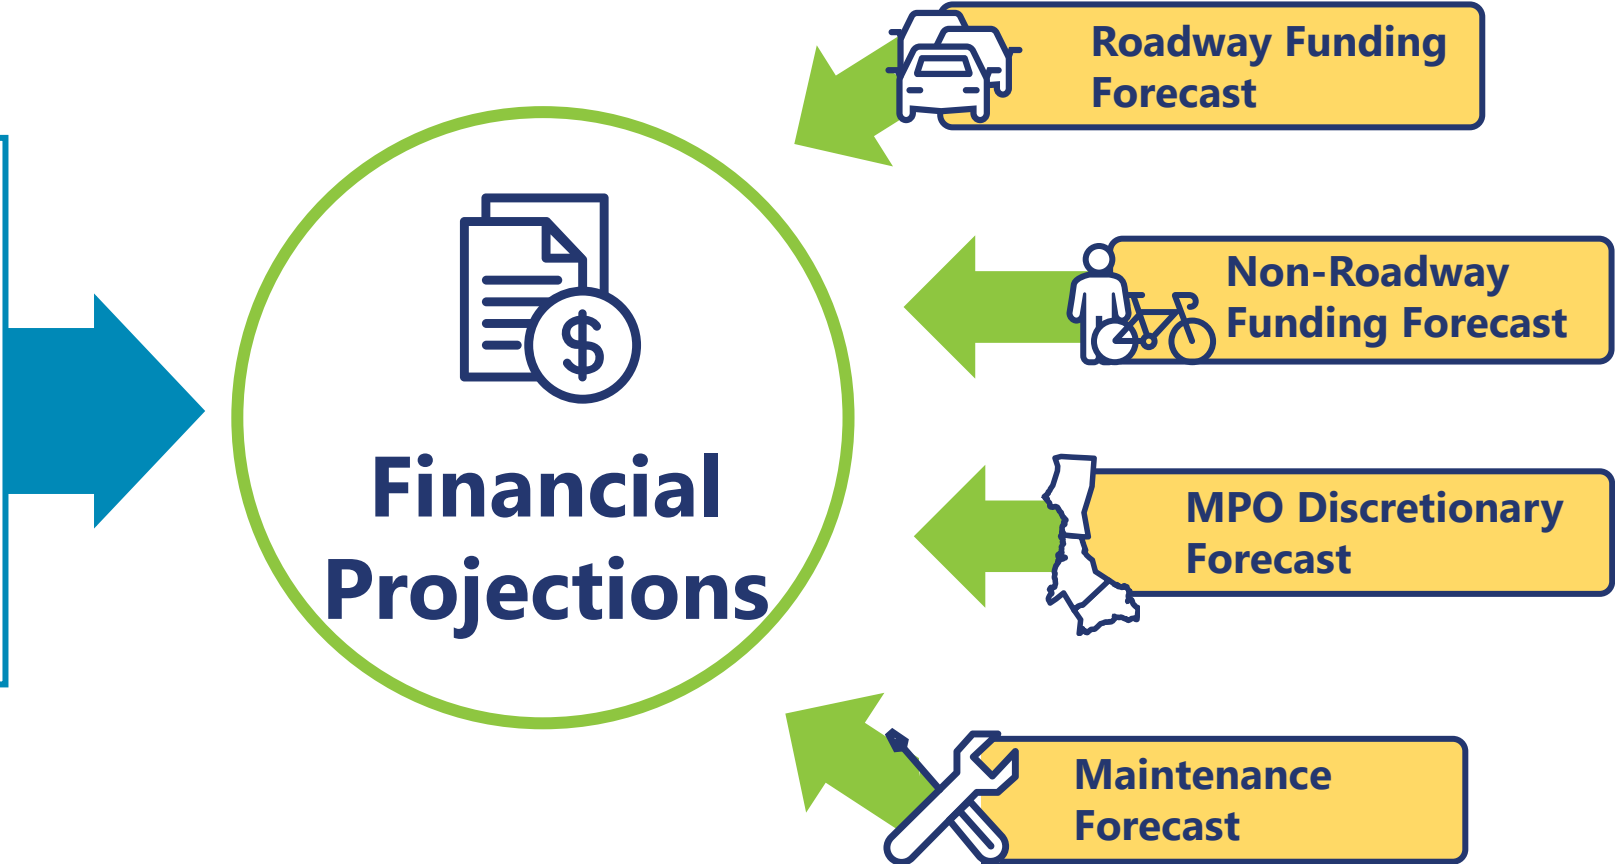 Roadway Funding
Forecast
Non-Roadway
Funding Forecast
$
Financial
Projections
MPO Discretionary
Forecast
Maintenance
Forecast